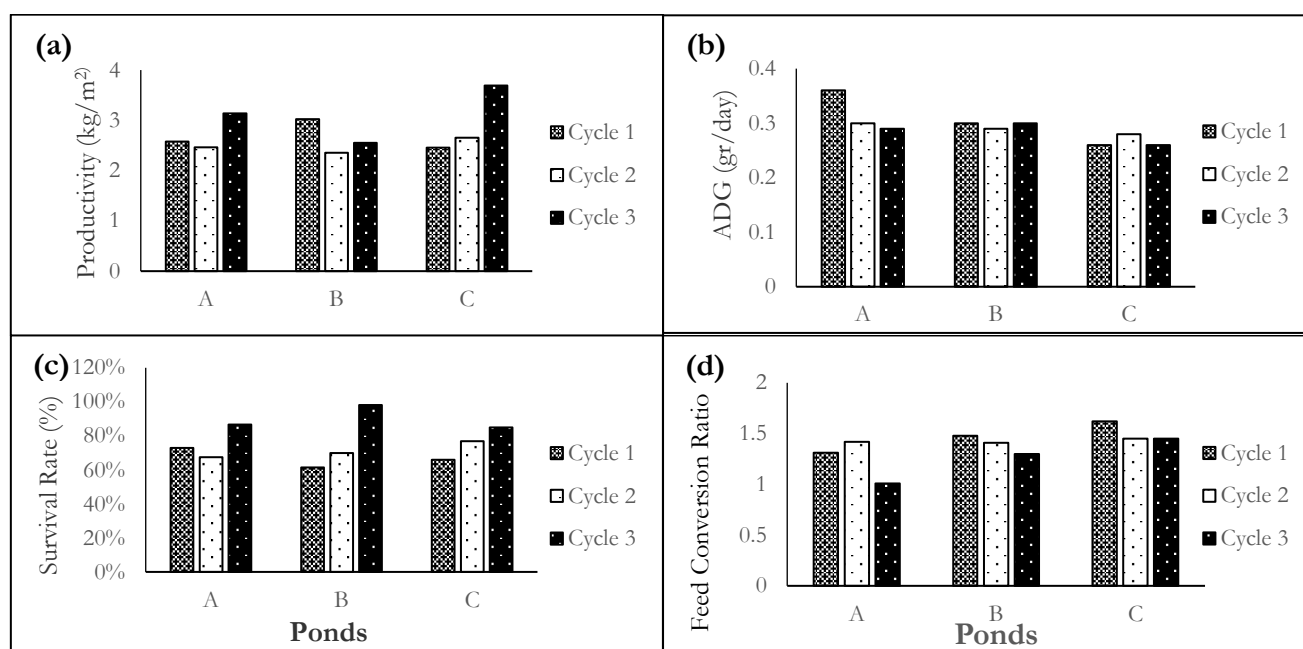 (a)
Productivity (kg/m²)
4
3
2
1
0
A B C
Cycle 1
Cycle 2
Cycle 3
(b)
ADG (gr/day)
0.4
0.3
0.2
0.1
0
A B C
Cycle 1
Cycle 2
Cycle 3
(c)
Survival Rate (%)
120%
100%
80%
60%
40%
20%
0%
A B C
Ponds
Cycle 1
Cycle 2
Cycle 3
(d)
Feed Conversion Ratio
2
1.5
1
0.5
0
A B C
Ponds
Cycle 1
Cycle 2
Cycle 3